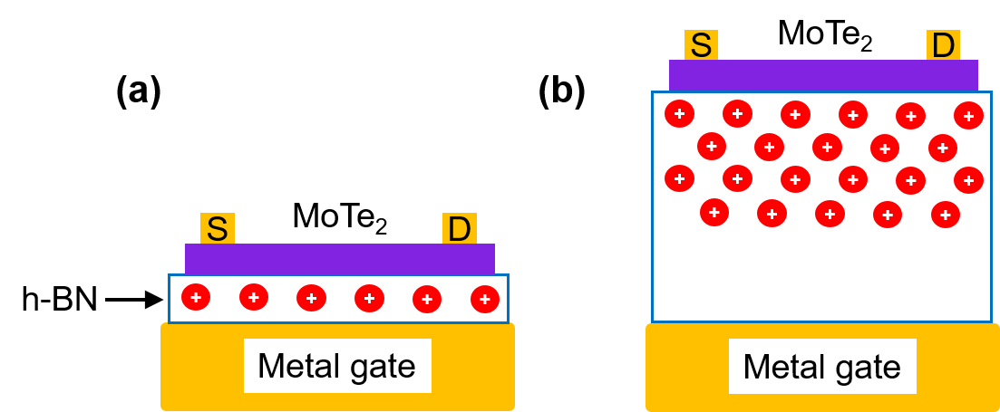 (a)
S
MoTe₂
D
h-BN
+ + + + + +
Metal gate
(b)
S
MoTe₂
D
+ + + + + +
+ + + + +
+ + + + + +
+ + + + +
Metal gate